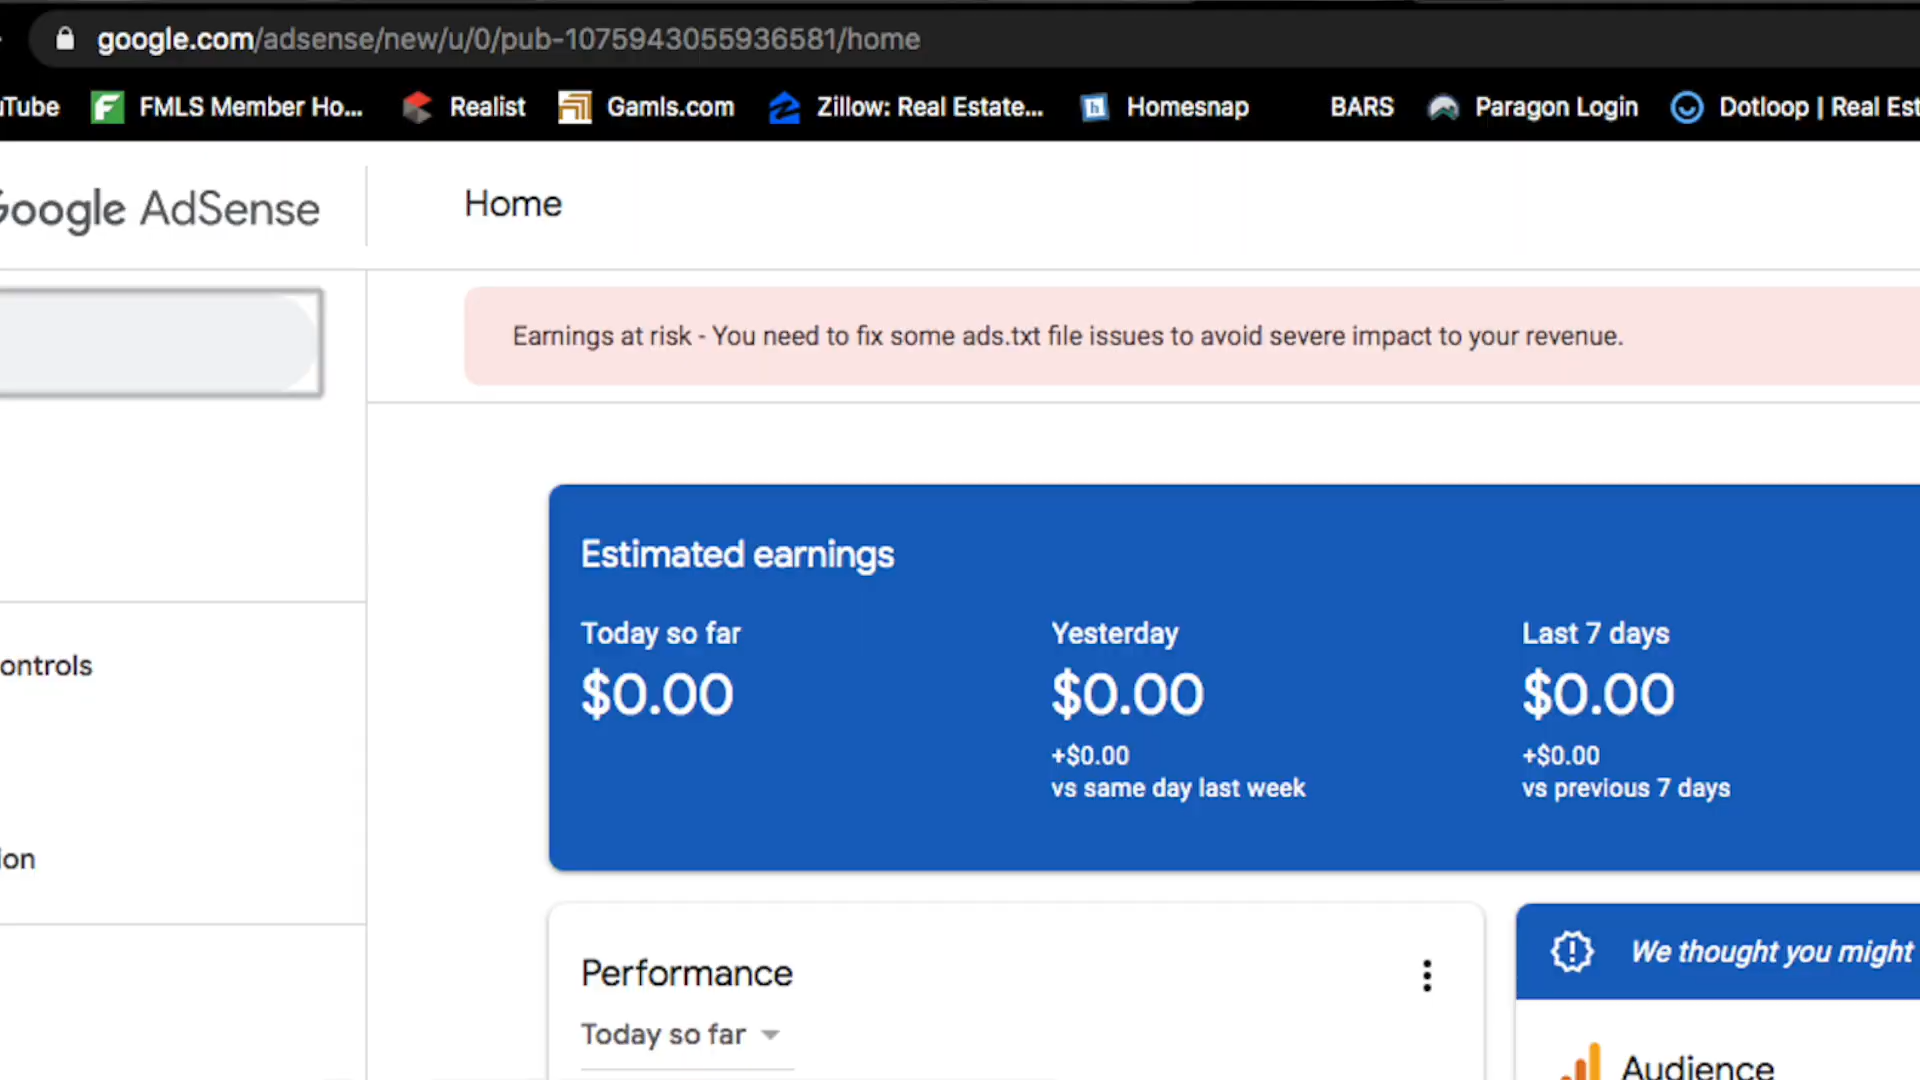 google.com/adsense/new/u/0/pub-1075943055936581/home
uTube FMLS Member Ho... Realist Gamls.com Zillow: Real Estate... Homesnap BARS Paragon Login Dotloop | Real Est
Google AdSense
Home
Earnings at risk - You need to fix some ads.txt file issues to avoid severe impact to your revenue.
Estimated earnings
Today so far
$0.00
Yesterday
$0.00
+$0.00
vs same day last week
Last 7 days
$0.00
+$0.00
vs previous 7 days
ontrols
ion
Performance
Today so far
We thought you might
Audience